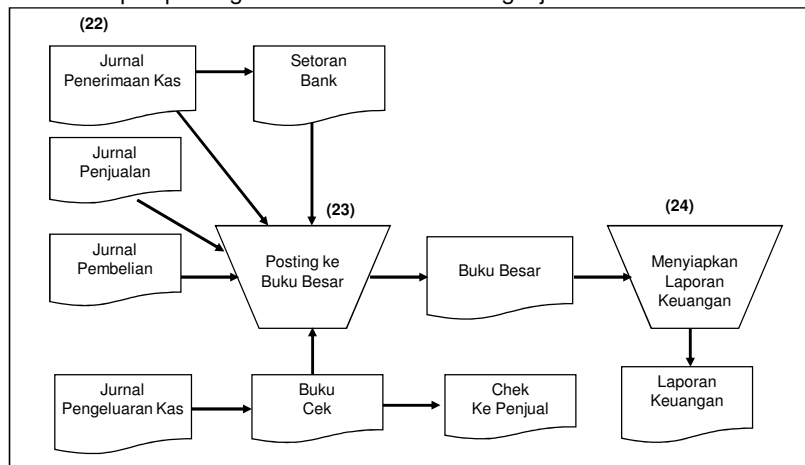 (22)
Jurnal
Penerimaan Kas
Setoran
Bank
Jurnal
Penjualan
(23)
(24)
Jurnal
Pembelian
Posting ke
Buku Besar
Buku Besar
Menyiapkan
Laporan
Keuangan
Jurnal
Pengeluaran Kas
Buku
Cek
Chek
Ke Penjual
Laporan
Keuangan